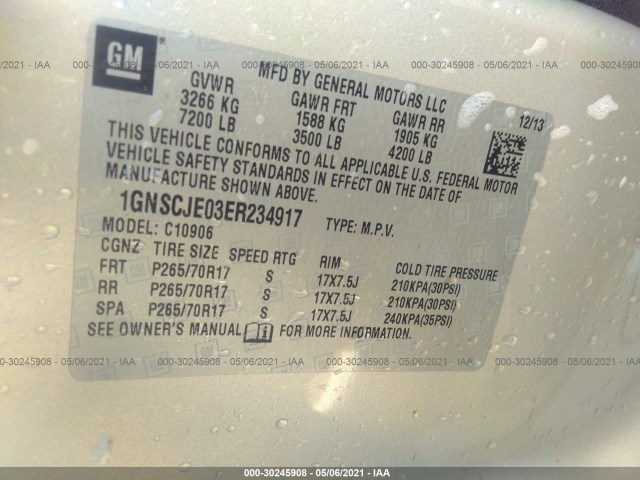 GM
MFD BY GENERAL MOTORS LLC
12/13
GVWR GAWR FRT GAWR RR
3266 KG 1588 KG 1905 KG
7200 LB 3500 LB 4200 LB
THIS VEHICLE CONFORMS TO ALL APPLICABLE U.S. FEDERAL MOTOR
VEHICLE SAFETY STANDARDS IN EFFECT ON THE DATE OF
MANUFACTURE SHOWN ABOVE.
1GNSCJE03ER234917 TYPE: M.P.V.
MODEL: C10906
CGNZ TIRE SIZE SPEED RTG RIM COLD TIRE PRESSURE
FRT P265/70R17 S 17X7.5J 210KPA(30PSI)
RR P265/70R17 S 17X7.5J 210KPA(30PSI)
SPA P265/70R17 S 17X7.5J 240KPA(35PSI)
SEE OWNER'S MANUAL FOR MORE INFORMATION.
000-30245908 - 05/06/2021 - IAA